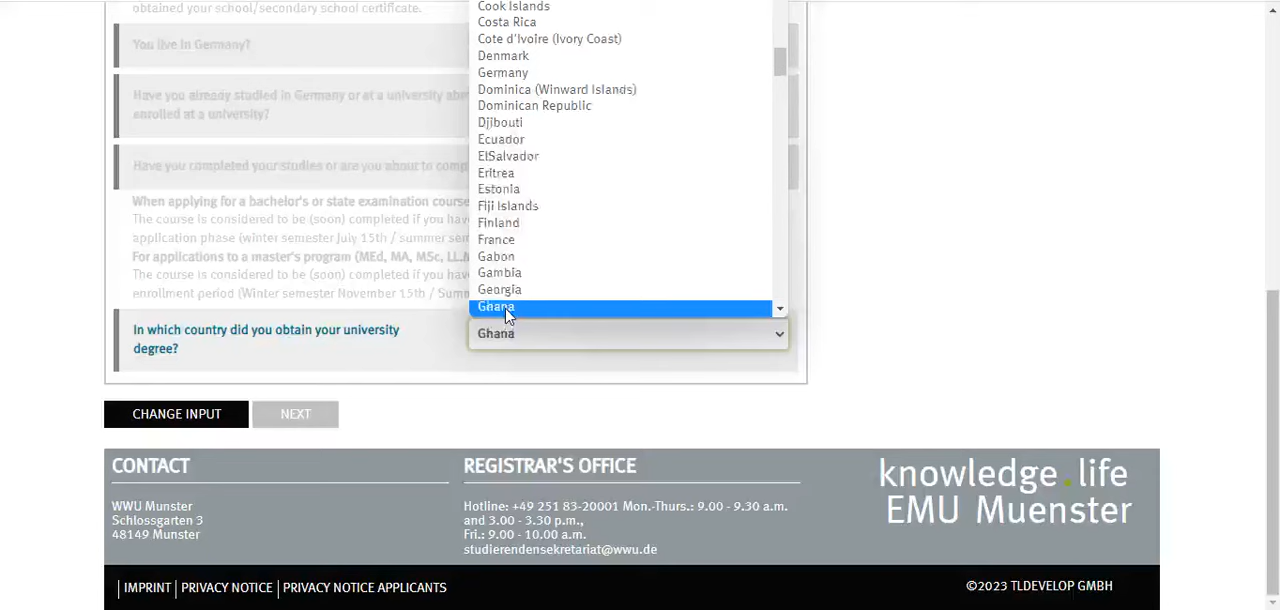 obtained your school/secondary school certificate.
You live in Germany?
Have you already studied in Germany or at a university
enrolled at a university?
Have you completed your studies or are you about to
When applying for a bachelor's or state examination course
The course is considered to be (soon) completed if you have
application phase (winter semester July 15th / summer
For applications to a master's program (MEd, MA, MSc,
The course is considered to be (soon) completed if you have
enrollment period (Winter semester November 15th /
Cook Islands
Costa Rica
Cote d'Ivoire (Ivory Coast)
Denmark
Germany
Dominica (Winward Islands)
Dominican Republic
Djibouti
Ecuador
ElSalvador
Eritrea
Estonia
Fiji Islands
Finland
France
Gabon
Gambia
Georgia
Ghana
In which country did you obtain your university
degree?
Ghana
CHANGE INPUT
NEXT
CONTACT
WWU Munster
Schlossgarten 3
48149 Munster
REGISTRAR'S OFFICE
Hotline: +49 251 83-20001 Mon.-Thurs.: 9.00 - 9.30 a.m.
and 3.00 - 3.30 p.m.,
Fri.: 9.00 - 10.00 a.m.
studierendensekretariat@wwu.de
knowledge.life
EMU Muenster
IMPRINT
PRIVACY NOTICE
PRIVACY NOTICE APPLICANTS
©2023 TLDEVELOP GMBH